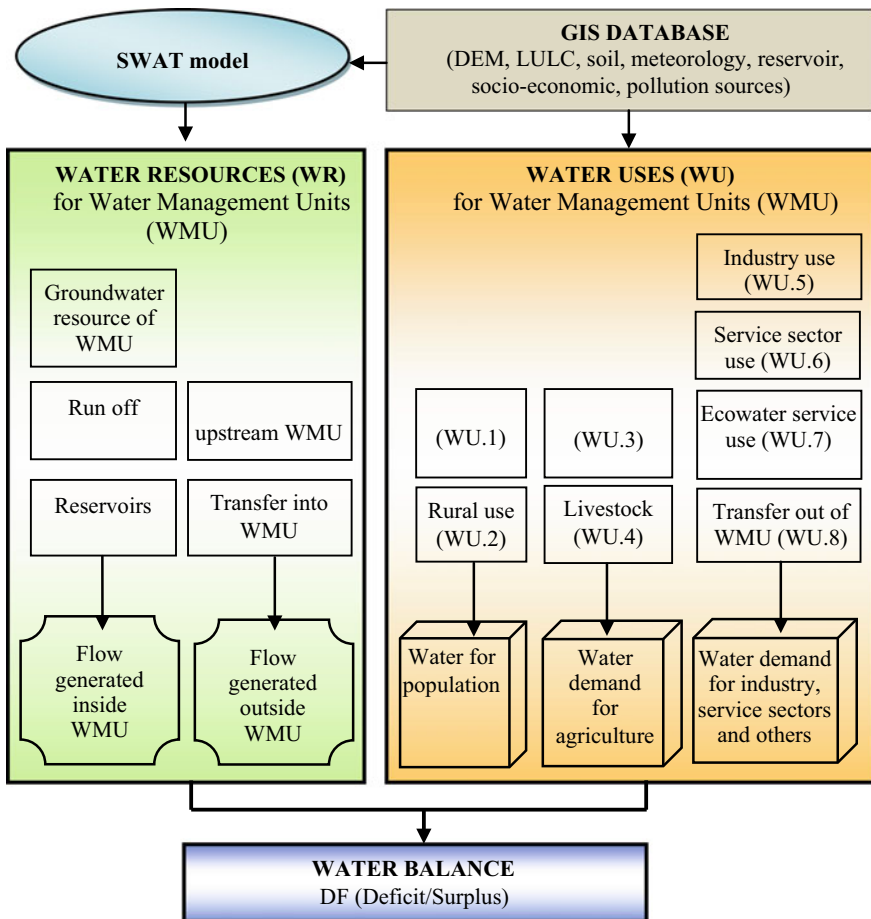 SWAT model
GIS DATABASE
(DEM, LULC, soil, meteorology, reservoir,
socio-economic, pollution sources)
WATER RESOURCES (WR)
for Water Management Units
(WMU)
Groundwater
resource of
WMU
Run off
upstream WMU
Reservoirs
Transfer into
WMU
Flow
generated
inside
WMU
Flow
generated
outside
WMU
WATER USES (WU)
for Water Management Units (WMU)
Industry use
(WU.5)
Service sector
use (WU.6)
(WU.1)
(WU.3)
Ecowater service
use (WU.7)
Rural use
(WU.2)
Livestock
(WU.4)
Transfer out of
WMU (WU.8)
Water for
population
Water
demand
for
agriculture
Water demand
for industry,
service sectors
and others
WATER BALANCE
DF (Deficit/Surplus)